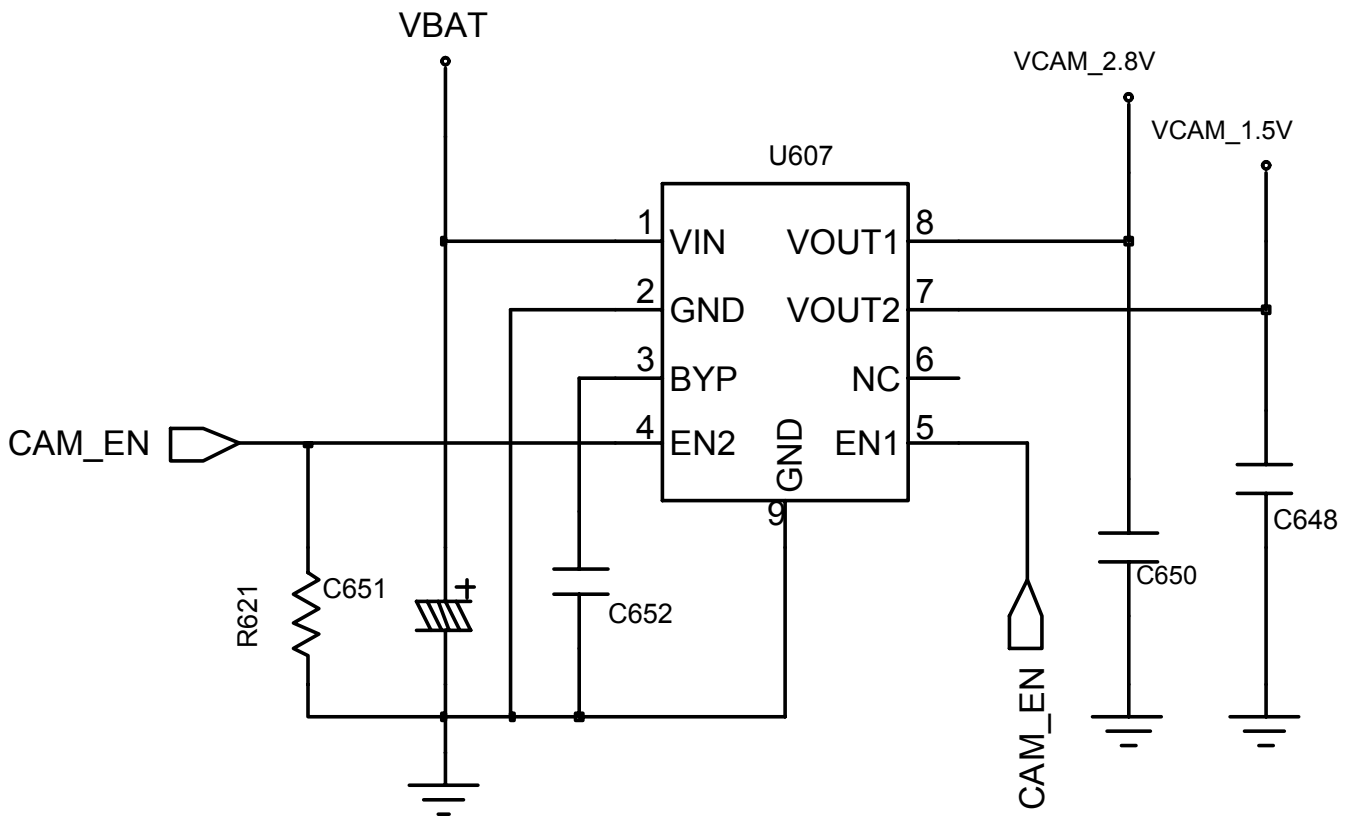 VBAT
VCAM_2.8V
VCAM_1.5V
U607
1 VIN VOUT1 8
2 GND VOUT2 7
3 BYP NC 6
CAM_EN 4 EN2 GND EN1 5
9
C648
C650
R621
C651
+
C652
CAM_EN